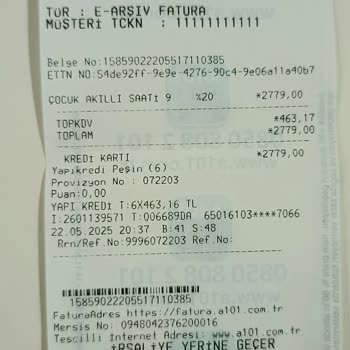 TÜR : E-ARŞİV FATURA
MÜŞTERİ TCKN : 11111111111
Belge No:15859022205517110385
ETTN NO:54de92ff-9e9e-4276-90c4-9e06a11a40b7
ÇOCUK AKILLI SAATİ 9 %20 *2779,00
TOPKDV *463,17
TOPLAM *2779,00
KREDİ KARTI *2779,00
Yapıkredi Peşin (6)
Provizyon No : 072203
Puan:0,00
YAPI KREDİ T:6X463,16 TL
I:2601139571 T:006689DA 65016103****7066
22.05.2025 20:37 B:41 S:48
Rrn/Ref No:9996072203 Ref.No:
15859022205517110385
FaturaAdres https://fatura.a101.com.tr
Mersis No: 0948042376200016
Tescilli İnternet Adresi: www.a101.com.tr
İRSALİYE YERİNE GEÇER